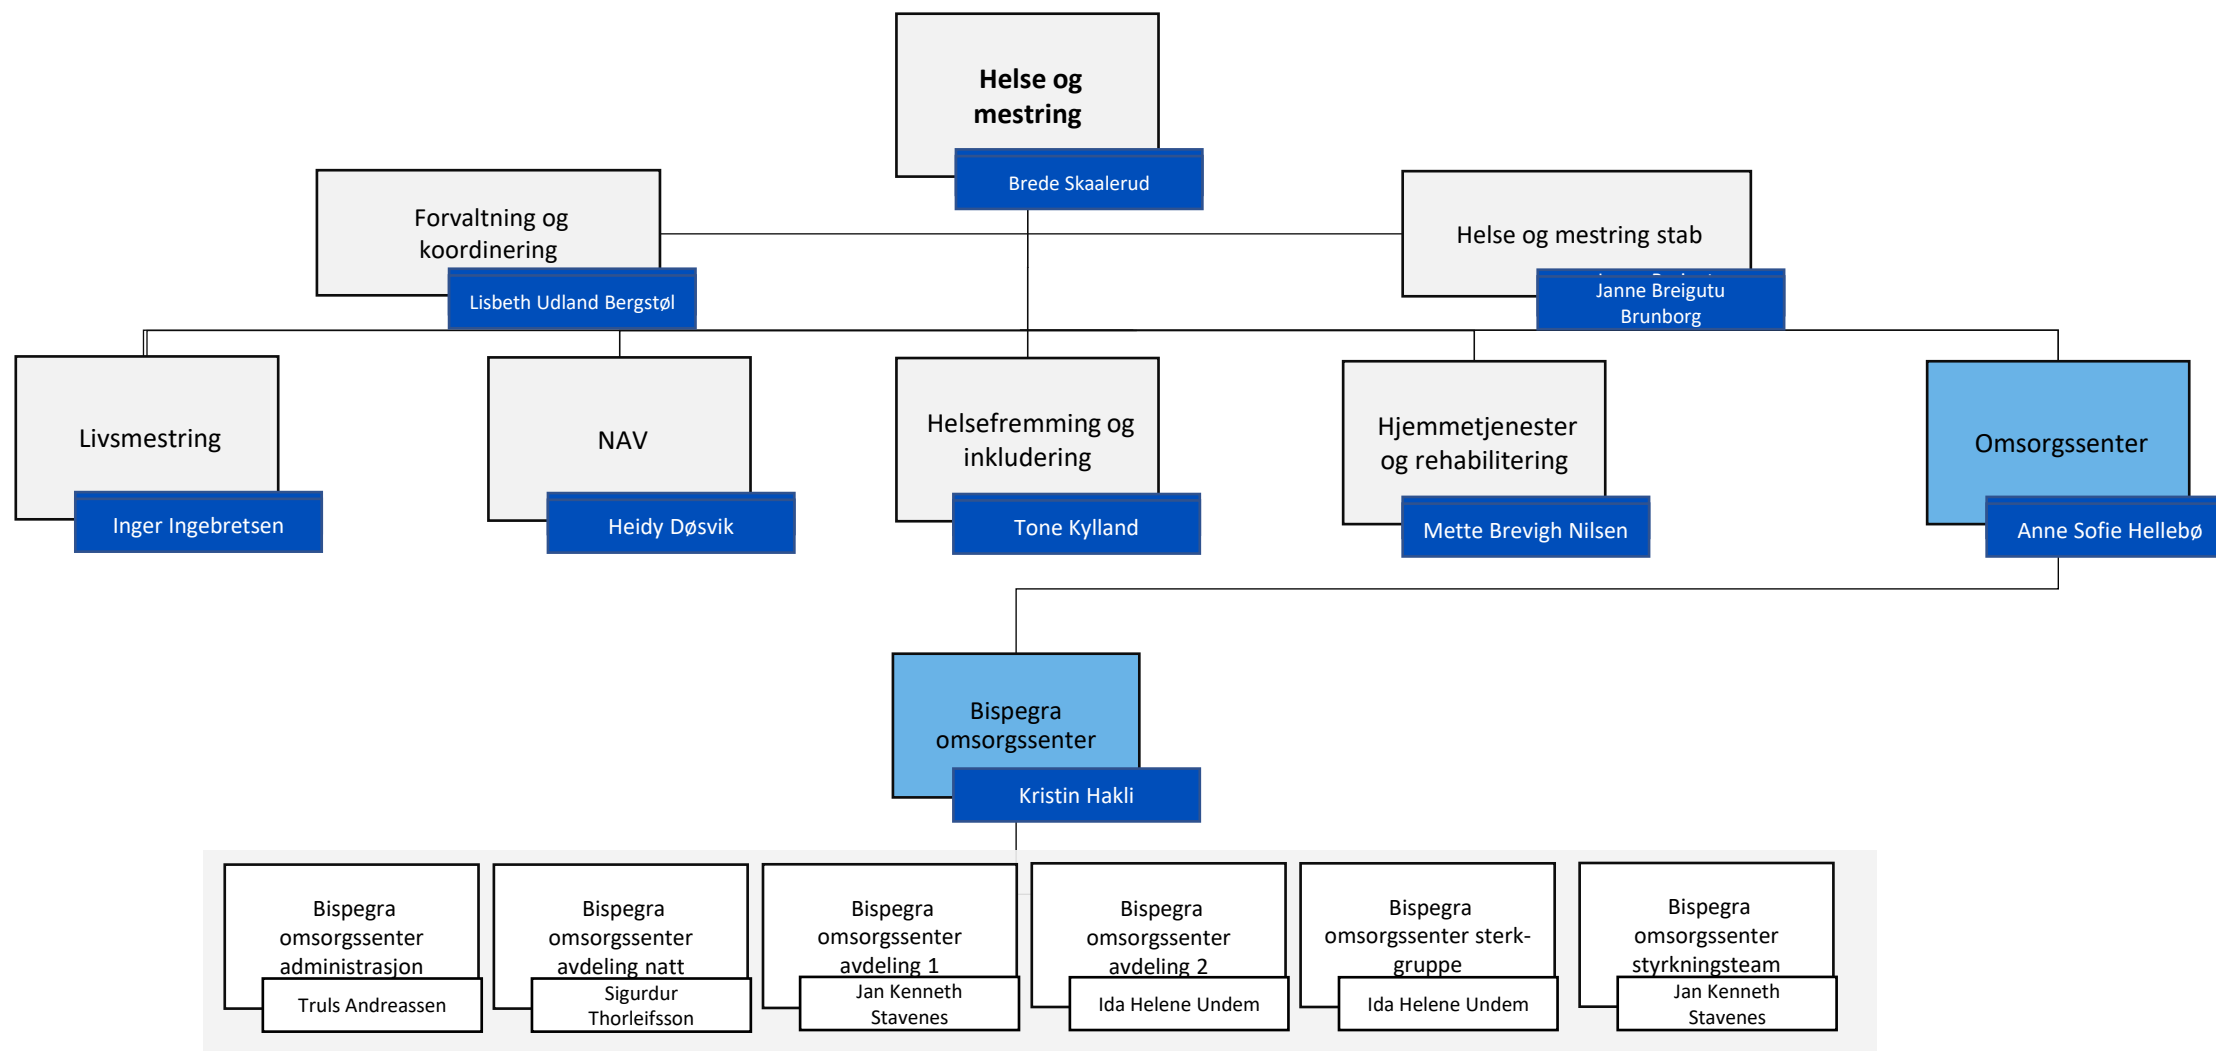 Helse og
mestring
Brede Skaalerud
Forvaltning og
koordinering
Lisbeth Udland Bergstøl
Helse og mestring stab
Janne Breigutu
Brunborg
Livsmestring
Inger Ingebretsen
NAV
Heidy Døsvik
Helsefremming og
inkludering
Tone Kylland
Hjemmetjenester
og rehabilitering
Mette Brevigh Nilsen
Omsorgssenter
Anne Sofie Hellebø
Bispegra
omsorgssenter
Kristin Hakli
Bispegra
omsorgssenter
administrasjon
Truls Andreassen
Bispegra
omsorgssenter
avdeling natt
Sigurdur
Thorleifsson
Bispegra
omsorgssenter
avdeling 1
Jan Kenneth
Stavenes
Bispegra
omsorgssenter
avdeling 2
Ida Helene Undem
Bispegra
omsorgssenter sterk-
gruppe
Ida Helene Undem
Bispegra
omsorgssenter
styrkningsteam
Jan Kenneth
Stavenes